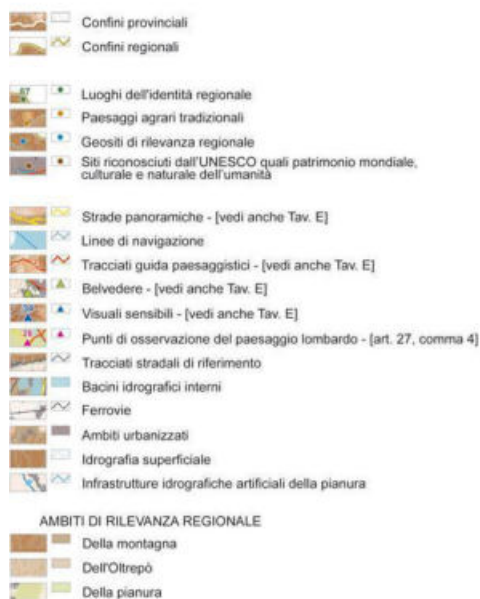 Confini provinciali
Confini regionali
Luoghi dell'identità regionale
Paesaggi agrari tradizionali
Geositi di rilevanza regionale
Siti riconosciuti dall'UNESCO quali patrimonio mondiale,
culturale e naturale dell'umanità
Strade panoramiche - [vedi anche Tav. E]
Linee di navigazione
Tracciati guida paesaggistici - [vedi anche Tav. E]
Belvedere - [vedi anche Tav. E]
Visuali sensibili - [vedi anche Tav. E]
Punti di osservazione del paesaggio lombardo - [art. 27, comma 4]
Tracciati stradali di riferimento
Bacini idrografici interni
Ferrovie
Ambiti urbanizzati
Idrografia superficiale
Infrastrutture idrografiche artificiali della pianura
AMBITI DI RILEVANZA REGIONALE
Della montagna
Dell'Oltrepò
Della pianura